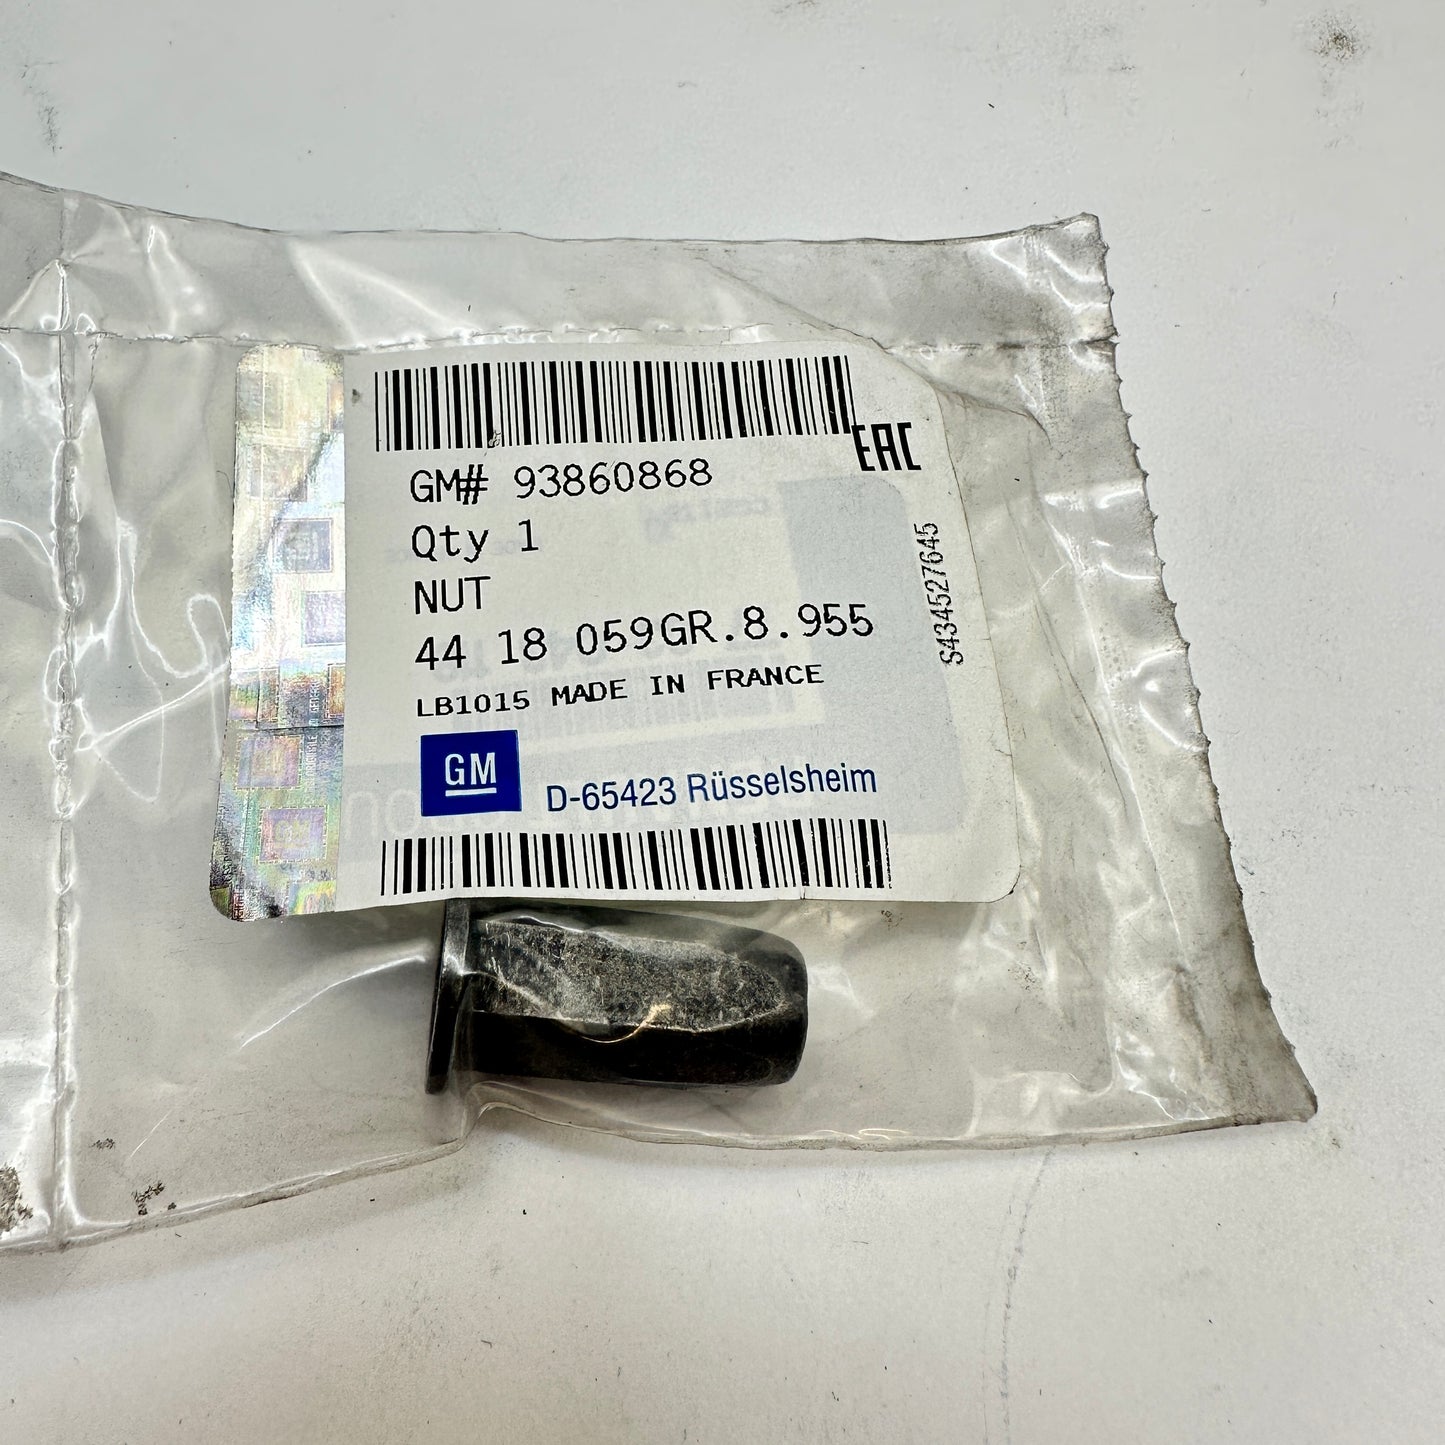 EAC
GM# 93860868
Qty 1
NUT
44 18 059GR.8.955
LB1015 MADE IN FRANCE
GM
D-65423 Rüsselsheim
S434527645